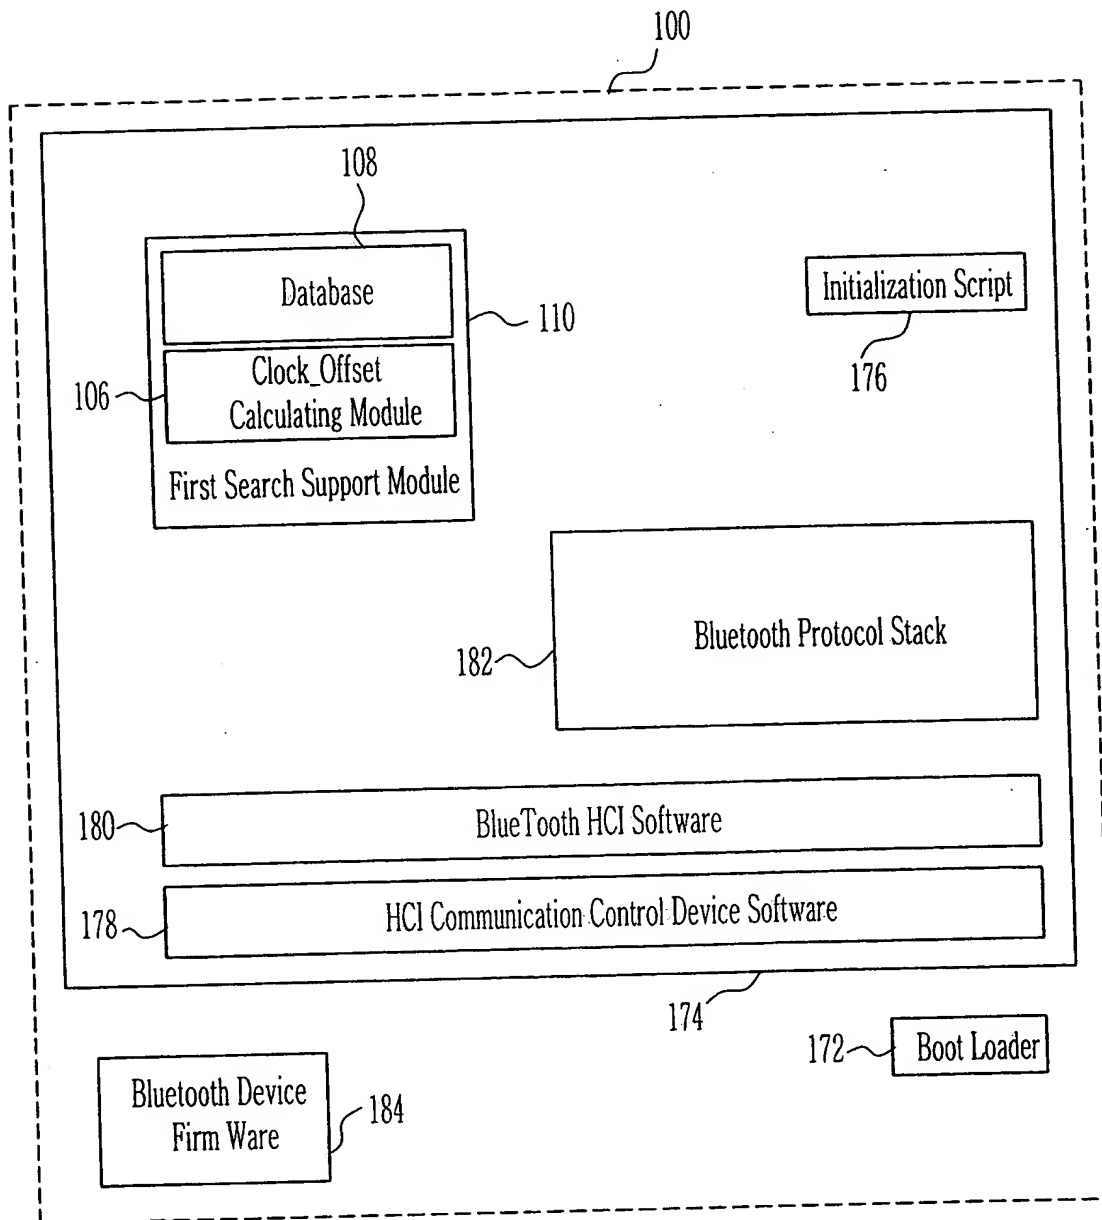 100
108
Database
110
Initialization Script
176
106
Clock_Offset
Calculating Module
First Search Support Module
182
Bluetooth Protocol Stack
180
BlueTooth HCI Software
178
HCI Communication Control Device Software
174
172
Boot Loader
Bluetooth Device
Firm Ware
184